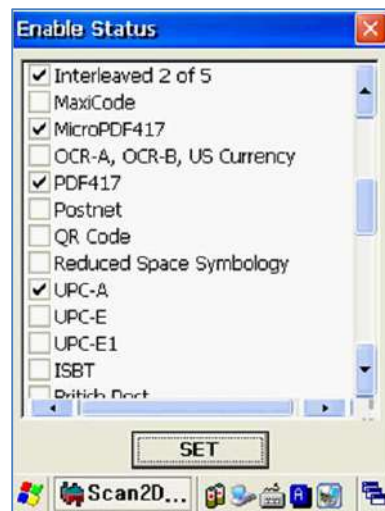 Enable Status
Interleaved 2 of 5
MaxiCode
MicroPDF417
OCR-A, OCR-B, US Currency
PDF417
Postnet
QR Code
Reduced Space Symbology
UPC-A
UPC-E
UPC-E1
ISBT
SET
Scan2D...
A